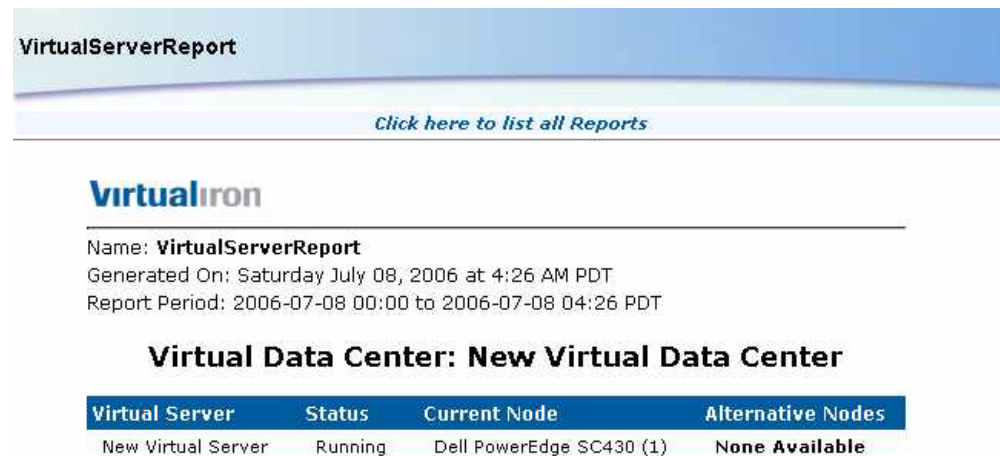 VirtualServerReport
Click here to list all Reports
Virtualiron
Name: VirtualServerReport
Generated On: Saturday July 08, 2006 at 4:26 AM PDT
Report Period: 2006-07-08 00:00 to 2006-07-08 04:26 PDT
Virtual Data Center: New Virtual Data Center
Virtual Server Status Current Node Alternative Nodes
New Virtual Server Running Dell PowerEdge SC430 (1) None Available